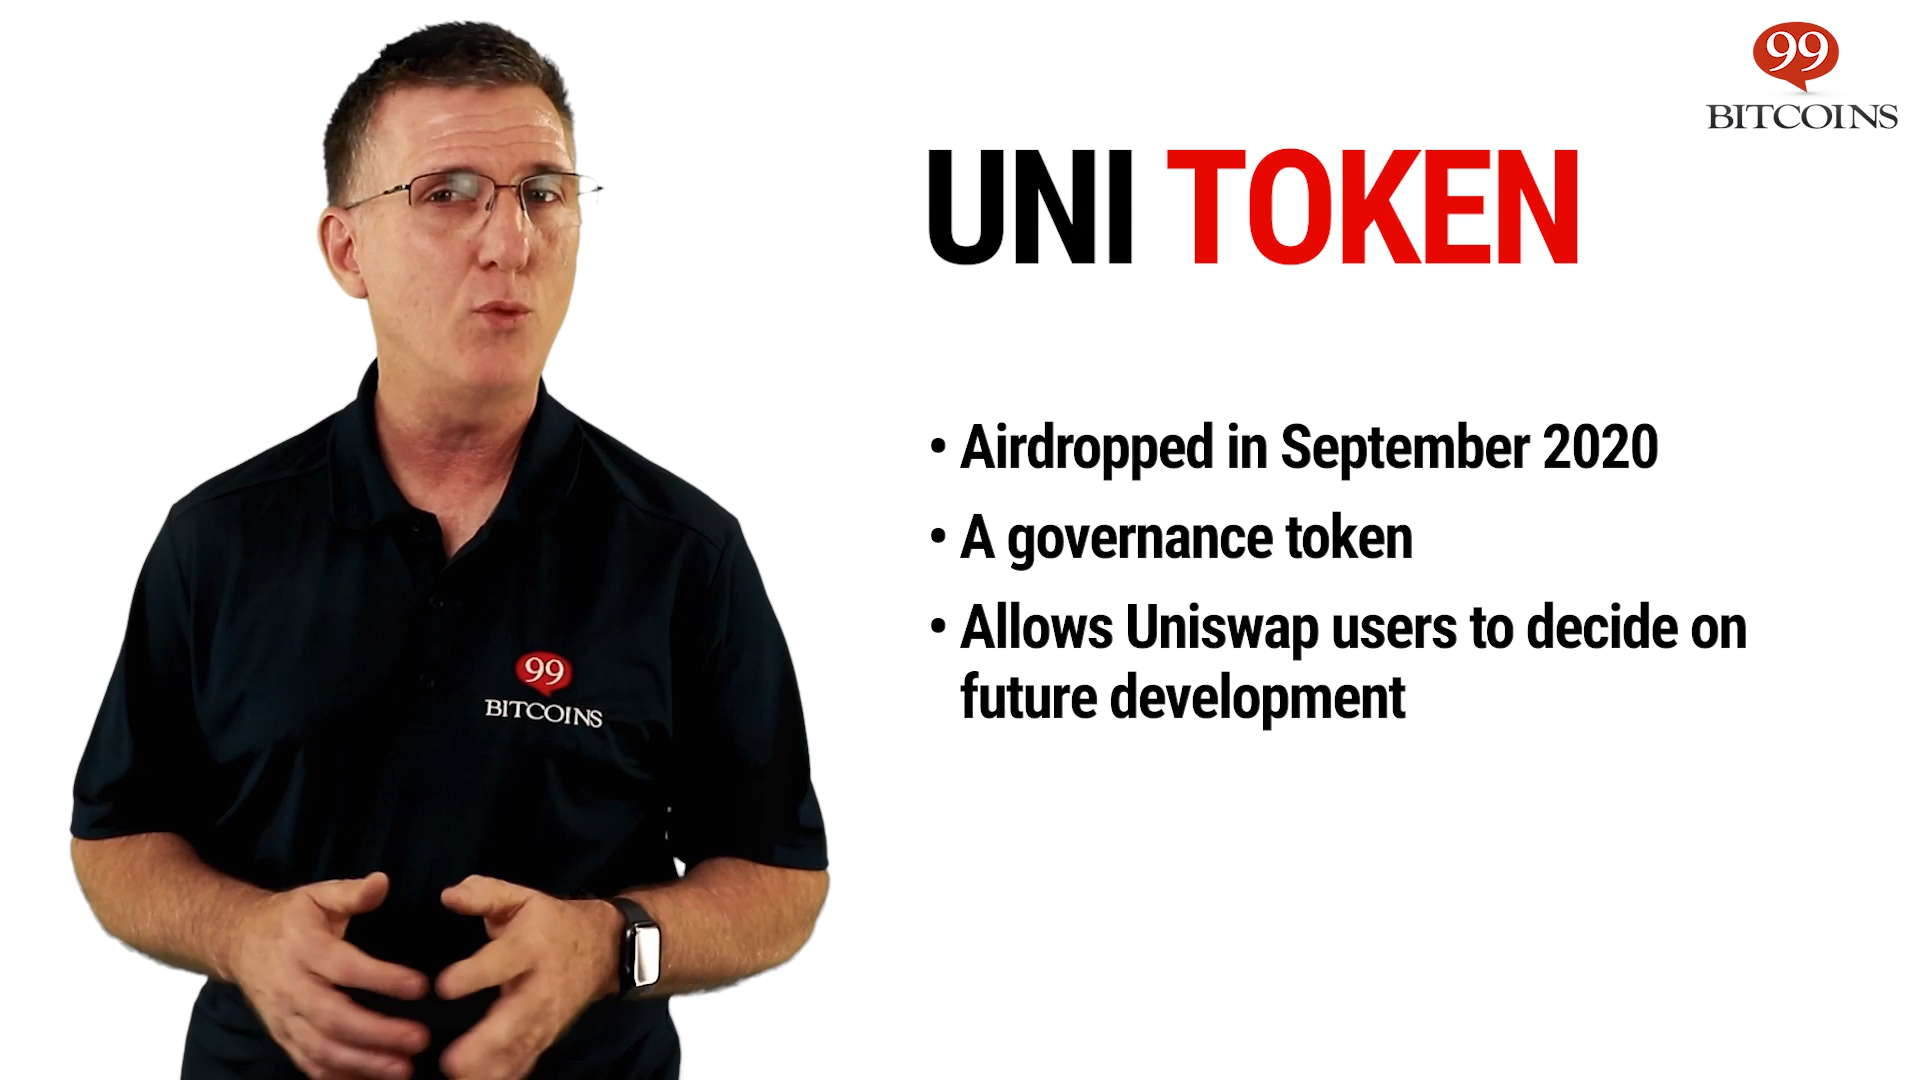 99
BITCOINS
UNI TOKEN
• Airdropped in September 2020
• A governance token
• Allows Uniswap users to decide on
future development
99
BITCOINS